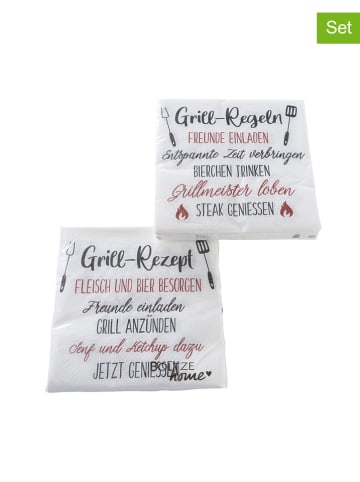 Set
Grill-Regeln
FREUNDE EINLADEN
Entspannte Zeit verbringen
BIERCHEN TRINKEN
Grillmeister loben
STEAK GENIESSEN
Grill-Rezept
FLEISCH UND BIER BESORGEN
Freunde einladen
GRILL ANZÜNDEN
Senf und Ketchup dazu
JETZT GENIESSEN
home